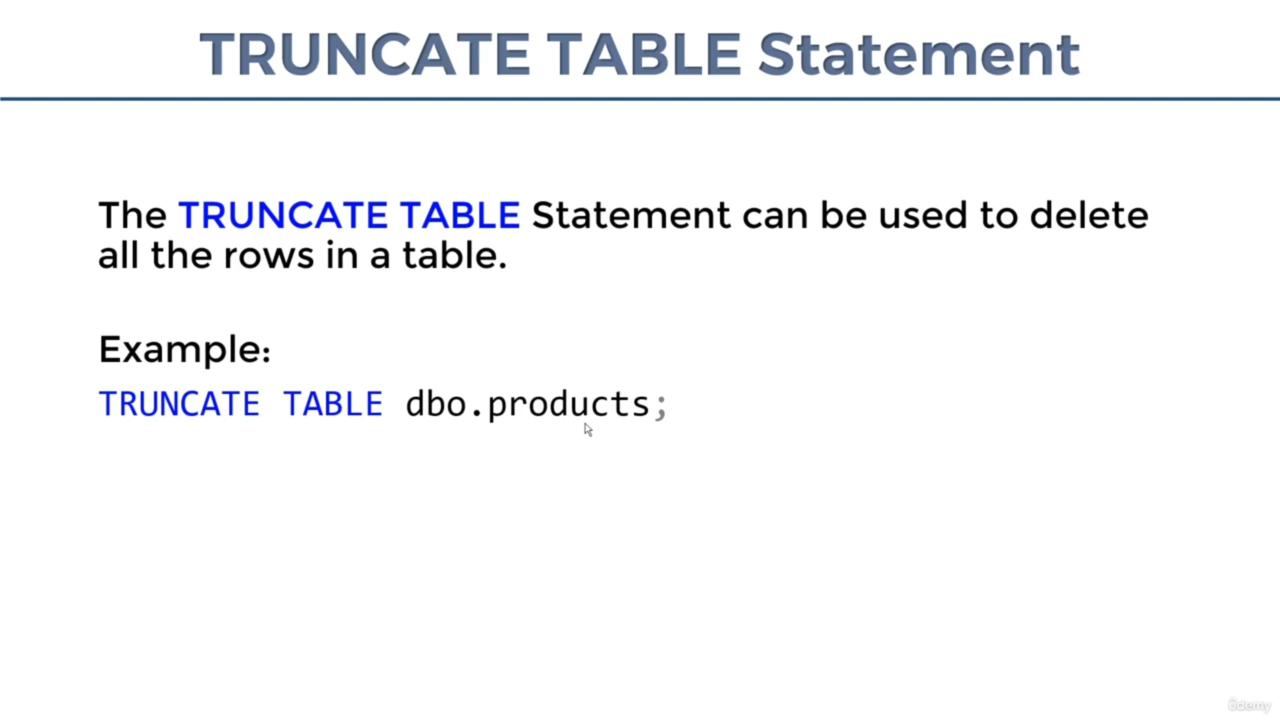 TRUNCATE TABLE Statement
The TRUNCATE TABLE Statement can be used to delete
all the rows in a table.
Example:
TRUNCATE TABLE dbo.products;
ûdemy